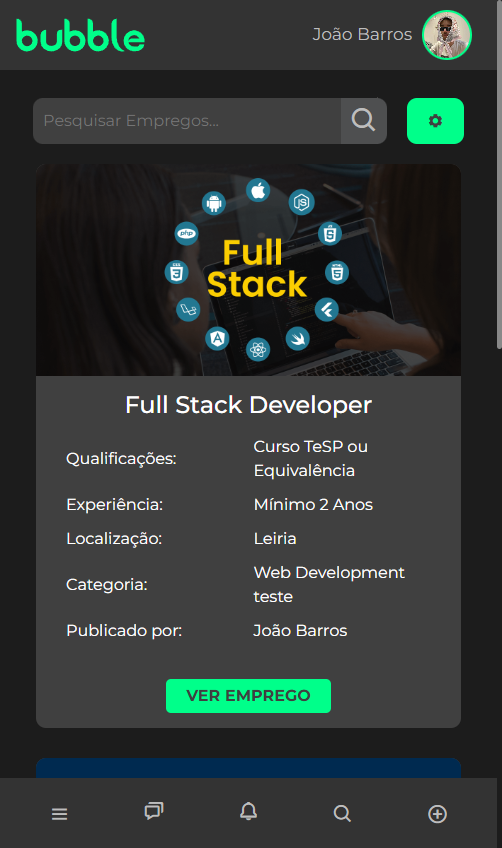 bubble
João Barros
Pesquisar Empregos...
php
JS
Full
Stack
Full Stack Developer
Qualificações:
Curso TeSP ou
Equivalência
Experiência:
Mínimo 2 Anos
Localização:
Leiria
Categoria:
Web Development
teste
Publicado por:
João Barros
VER EMPREGO